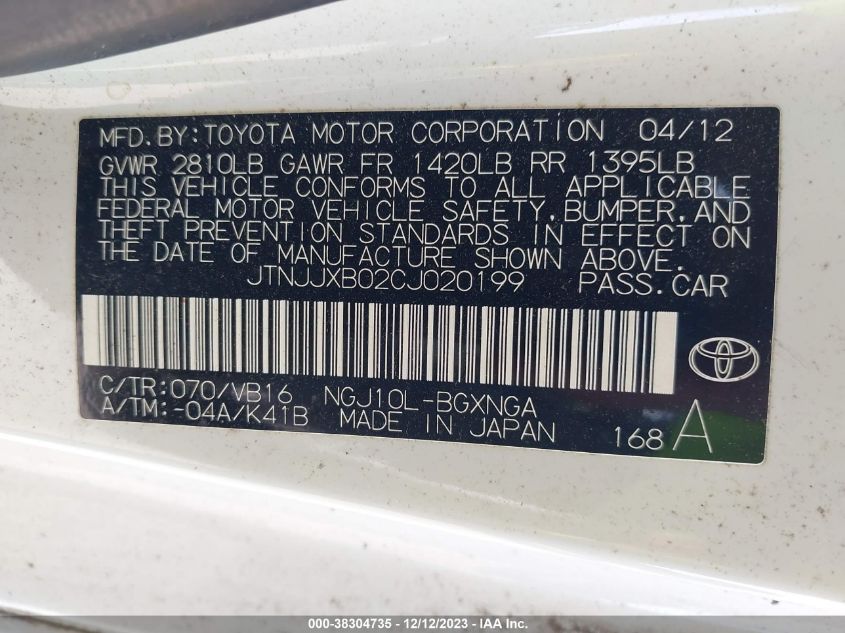 MFD.BY:TOYOTA MOTOR CORPORATION 04/12
GVWR 2810LB GAWR FR 1420LB RR 1395LB
THIS VEHICLE CONFORMS TO ALL APPLICABLE
FEDERAL MOTOR VEHICLE SAFETY,BUMPER,AND
THEFT PREVENTION STANDARDS IN EFFECT ON
THE DATE OF MANUFACTURE SHOWN ABOVE.
JTNJJXB02CJ020199 PASS.CAR
C/TR:070/VB16 NGJ10L-BGXNGA
A/TM:-04A/K41B MADE IN JAPAN
168 A
000-38304735 - 12/12/2023 - IAA Inc.